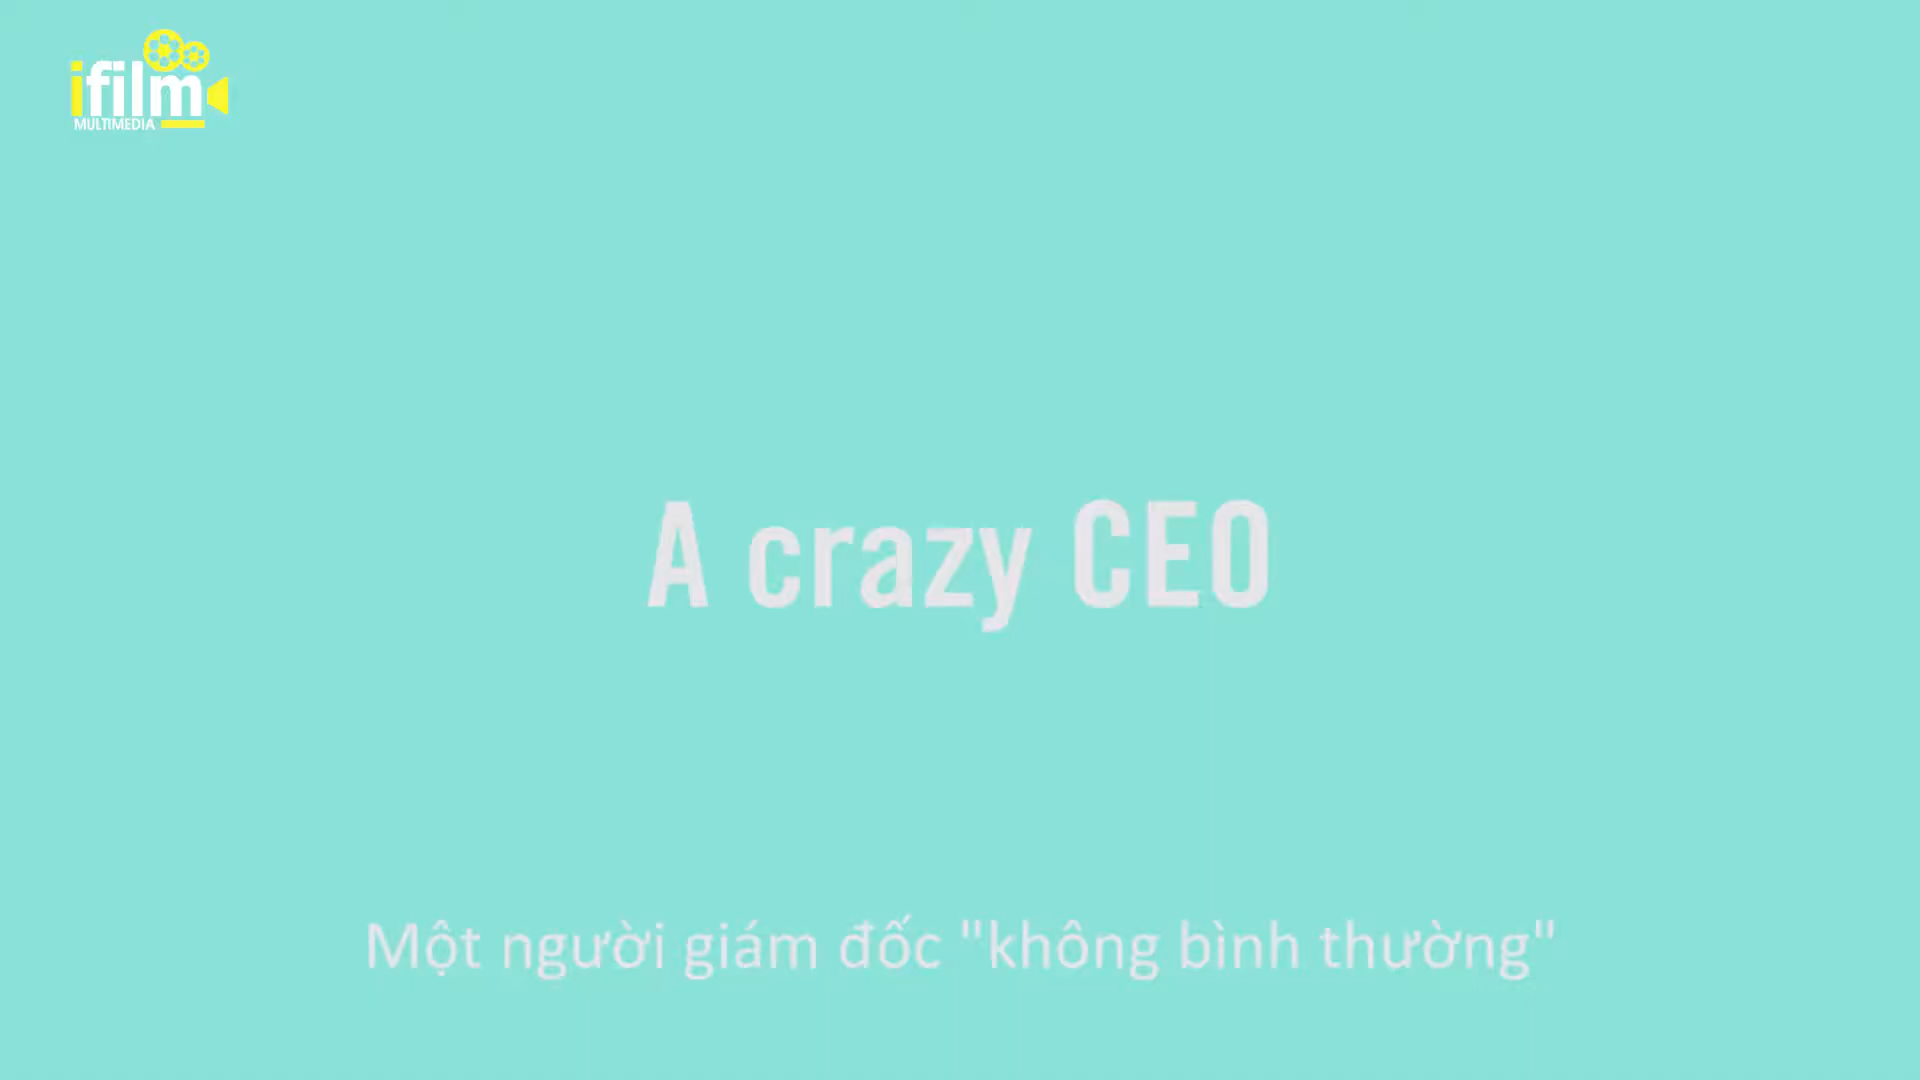 ifilm
MULTIMEDIA
A crazy CEO
Một người giám đốc "không bình thường"